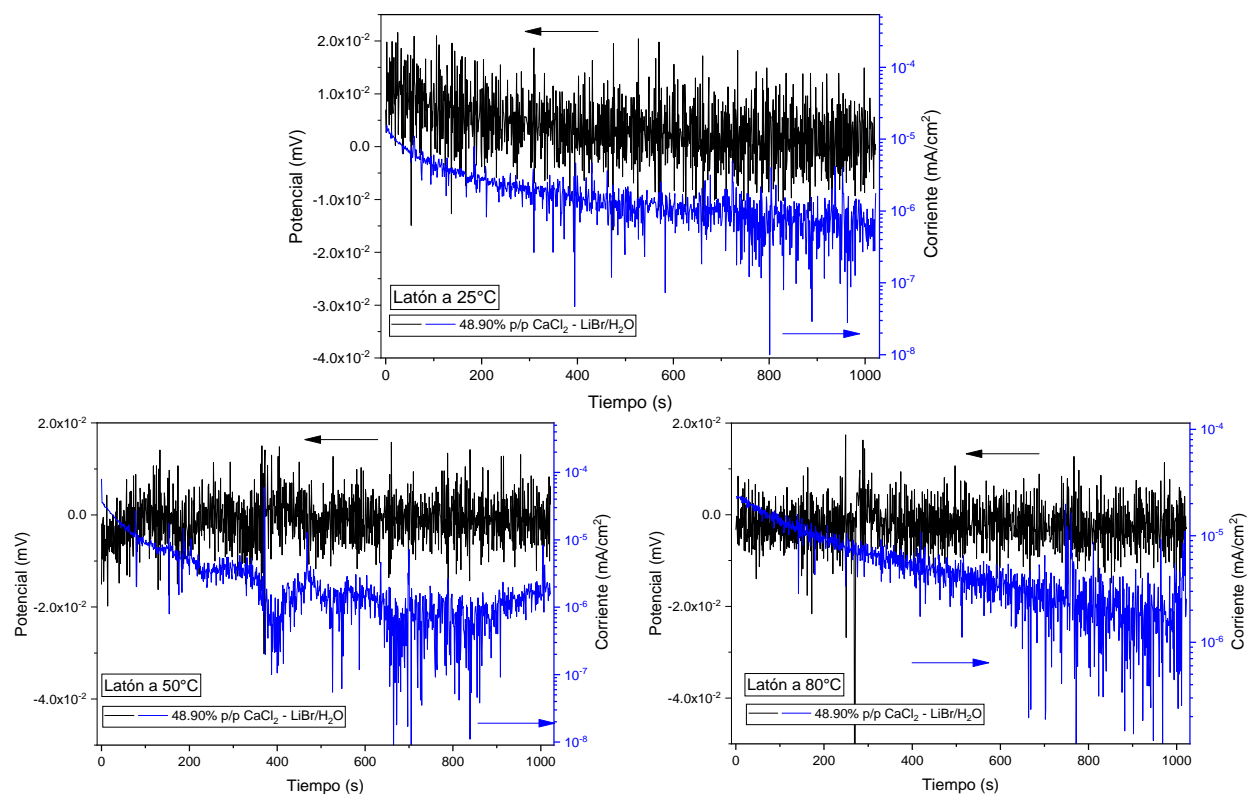 2.0x10⁻²
1.0x10⁻²
0.0
-1.0x10⁻²
-2.0x10⁻²
-3.0x10⁻²
-4.0x10⁻²
Potencial (mV)
10⁻⁴
10⁻⁵
10⁻⁶
10⁻⁷
10⁻⁸
Corriente (mA/cm²)
Latón a 25°C
48.90% p/p CaCl₂ - LiBr/H₂O
0 200 400 600 800 1000
Tiempo (s)
2.0x10⁻²
0.0
-2.0x10⁻²
-4.0x10⁻²
Potencial (mV)
10⁻⁴
10⁻⁵
10⁻⁶
10⁻⁷
10⁻⁸
Corriente (mA/cm²)
Latón a 50°C
48.90% p/p CaCl₂ - LiBr/H₂O
0 200 400 600 800 1000
Tiempo (s)
2.0x10⁻²
0.0
-2.0x10⁻²
-4.0x10⁻²
Potencial (mV)
10⁻⁴
10⁻⁵
10⁻⁶
Corriente (mA/cm²)
Latón a 80°C
48.90% p/p CaCl₂ - LiBr/H₂O
0 200 400 600 800 1000
Tiempo (s)